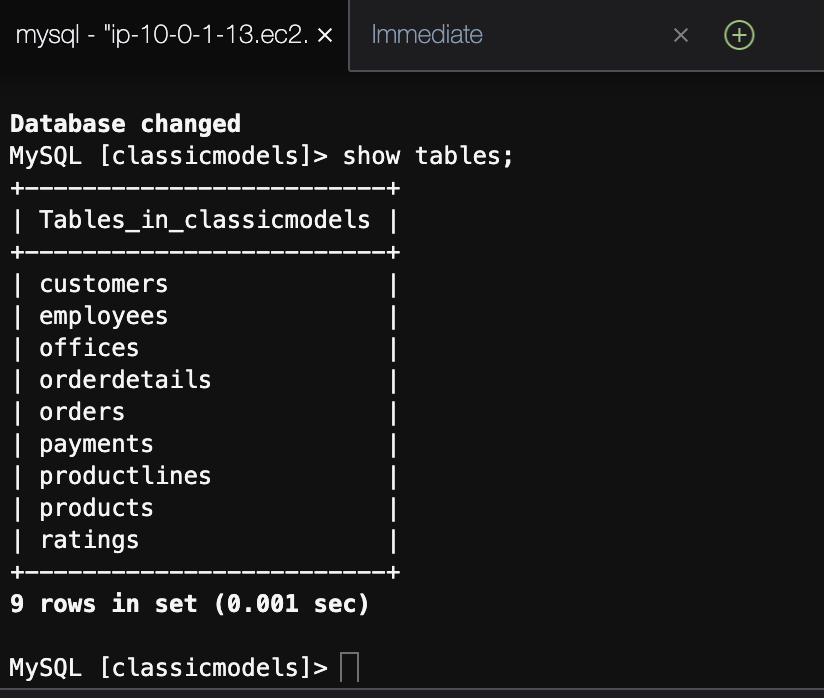 mysql - "ip-10-0-1-13.ec2. × Immediate ×
Database changed
MySQL [classicmodels]> show tables;
+-------------------------+
| Tables_in_classicmodels |
+-------------------------+
| customers               |
| employees               |
| offices                 |
| orderdetails            |
| orders                  |
| payments                |
| productlines            |
| products                |
| ratings                 |
+-------------------------+
9 rows in set (0.001 sec)
MySQL [classicmodels]>